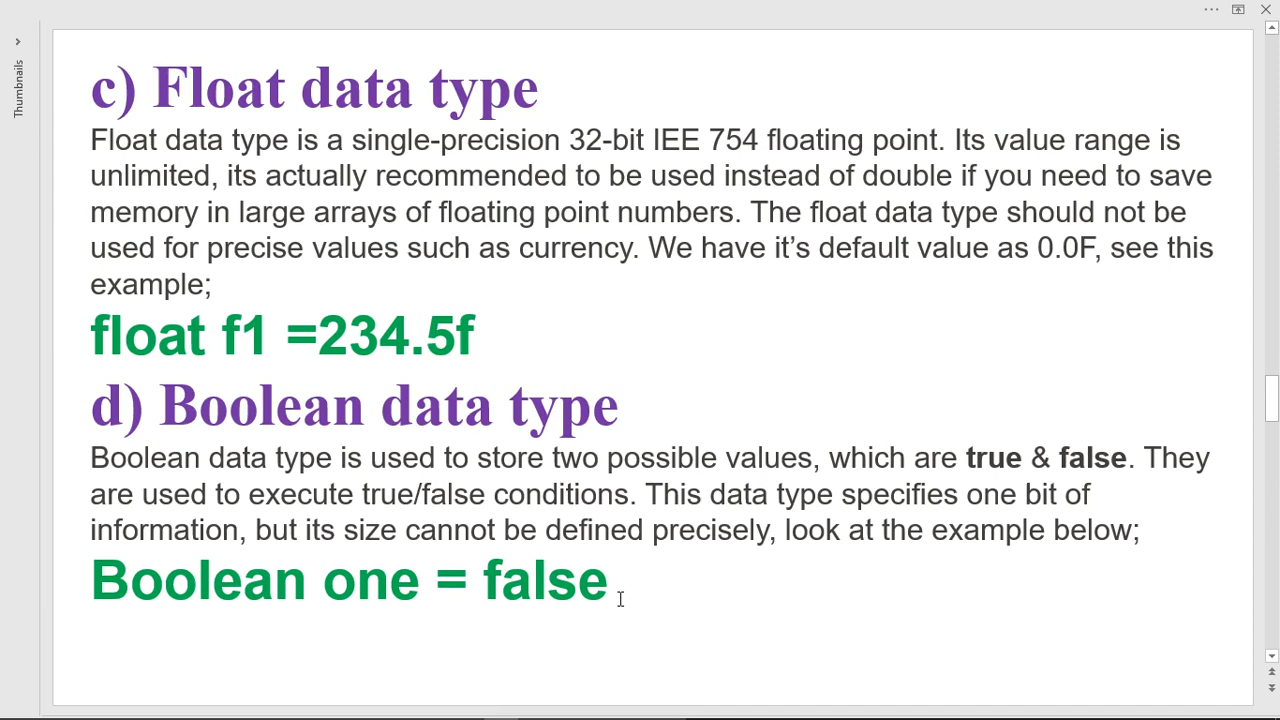 Thumbnails
c) Float data type
Float data type is a single-precision 32-bit IEE 754 floating point. Its value range is
unlimited, its actually recommended to be used instead of double if you need to save
memory in large arrays of floating point numbers. The float data type should not be
used for precise values such as currency. We have it’s default value as 0.0F, see this
example;
float f1 =234.5f
d) Boolean data type
Boolean data type is used to store two possible values, which are true & false. They
are used to execute true/false conditions. This data type specifies one bit of
information, but its size cannot be defined precisely, look at the example below;
Boolean one = false